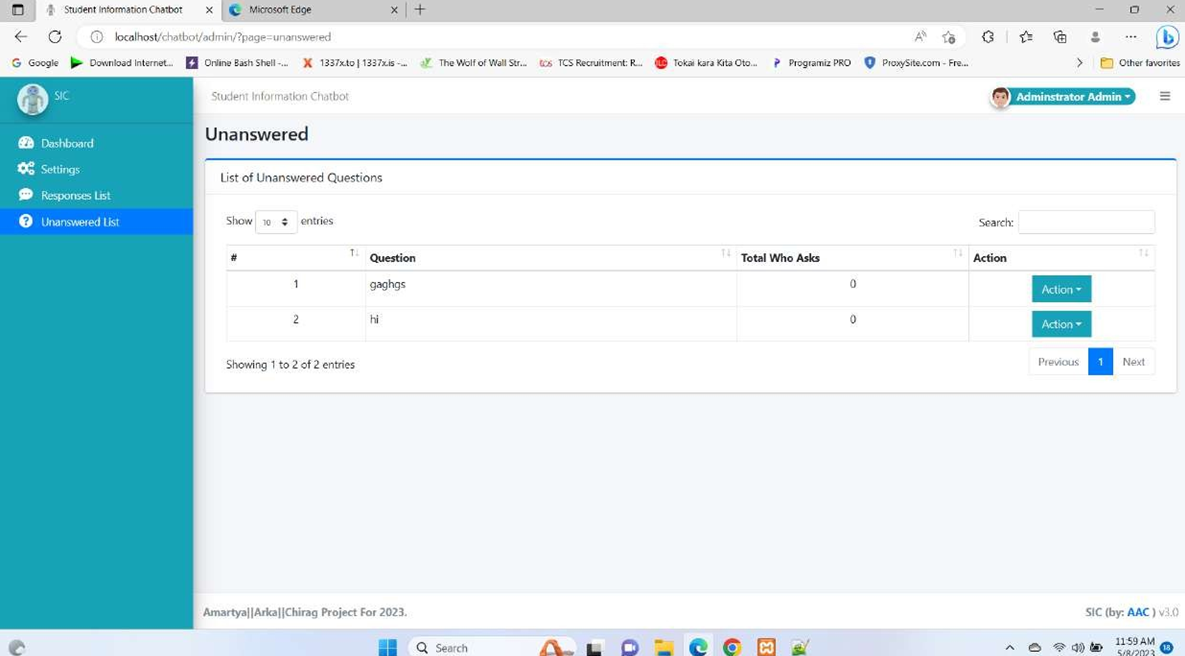 Student Information Chatbot
Microsoft Edge
localhost/chatbot/admin/?page=unanswered
Google
Download Internet...
Online Bash Shell -...
1337x.to | 1337x.is -...
The Wolf of Wall Str...
TCS Recruitment: R...
Tokai kara Kita Oto...
Programiz PRO
ProxySite.com - Fre...
Other favorites
SIC
Student Information Chatbot
Adminstrator Admin
Dashboard
Settings
Responses List
Unanswered List
Unanswered
List of Unanswered Questions
Show 10 entries
Search:
# Question Total Who Asks Action
1 gaghgs 0 Action
2 hi 0 Action
Showing 1 to 2 of 2 entries
Previous 1 Next
Amartya||Arka||Chirag Project For 2023.
SIC (by: AAC ) v3.0
Search
11:59 AM
5/8/2023
18